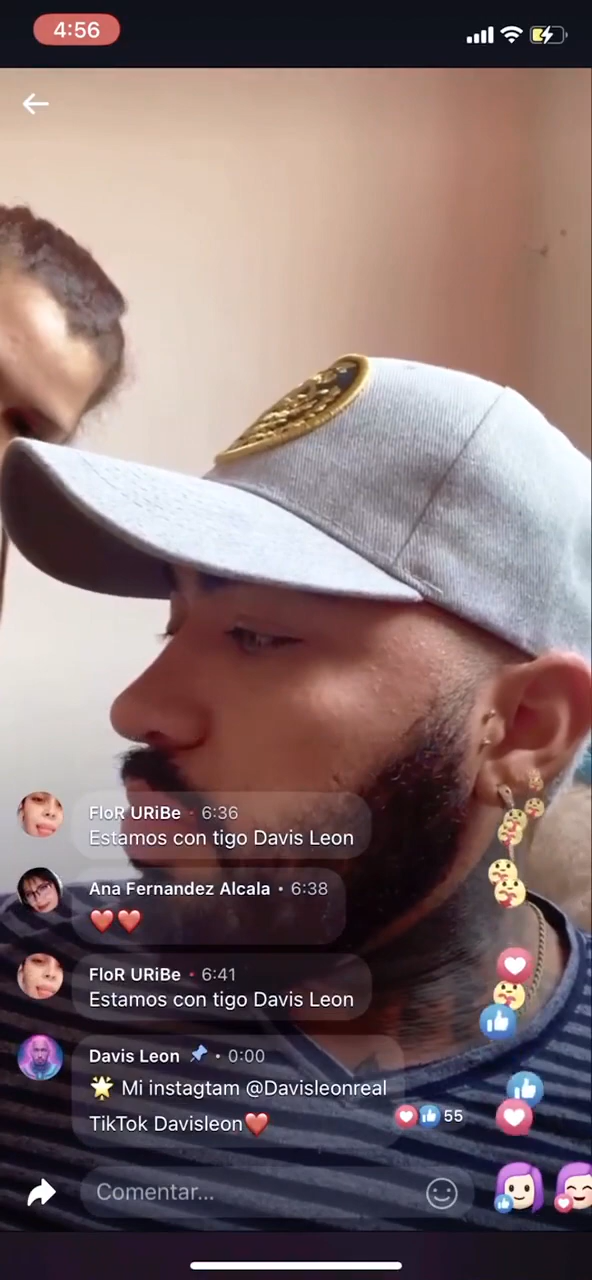 4:56
FloR URiBe • 6:36
Estamos con tigo Davis Leon
Ana Fernandez Alcala • 6:38
❤️❤️
FloR URiBe • 6:41
Estamos con tigo Davis Leon
Davis Leon 📌 • 0:00
🌟 Mi instagtam @Davisleonreal
TikTok Davisleon❤️
55
Comentar...